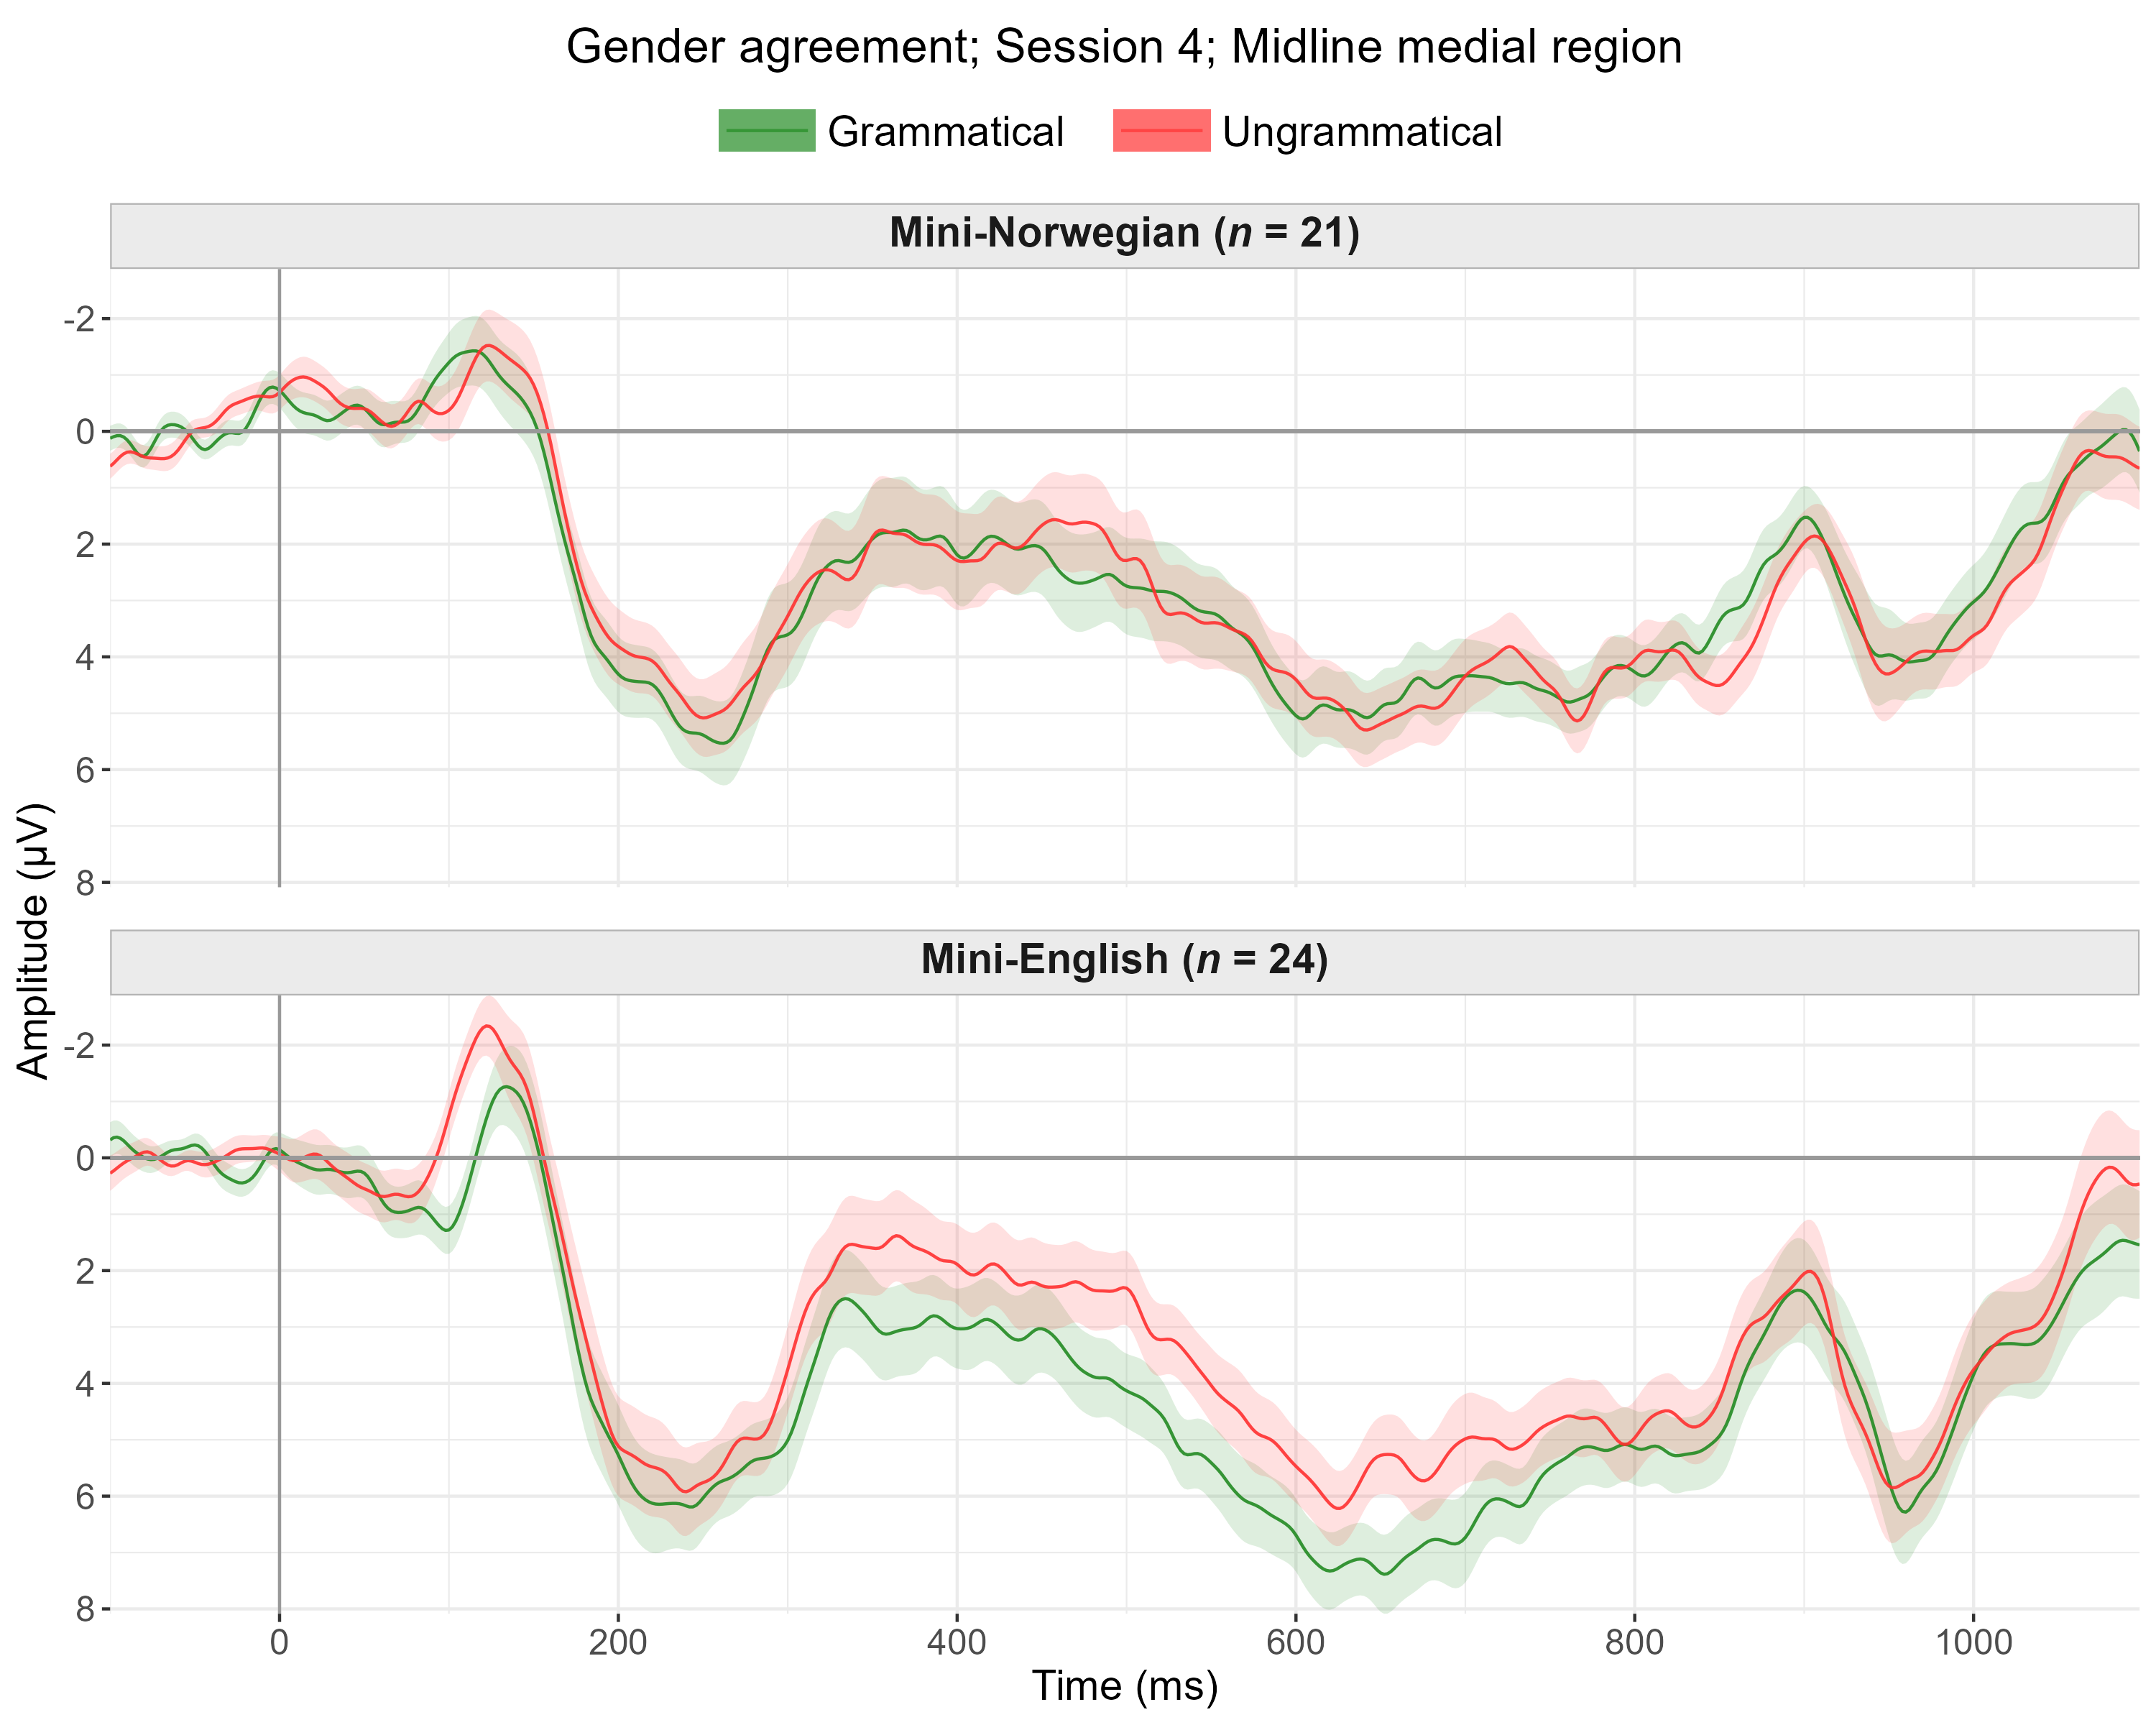 Gender agreement; Session 4; Midline medial region
Grammatical Ungrammatical
Mini-Norwegian (n = 21)
-2
0
2
4
6
8
Amplitude (µV)
Mini-English (n = 24)
-2
0
2
4
6
8
0 200 400 600 800 1000
Time (ms)